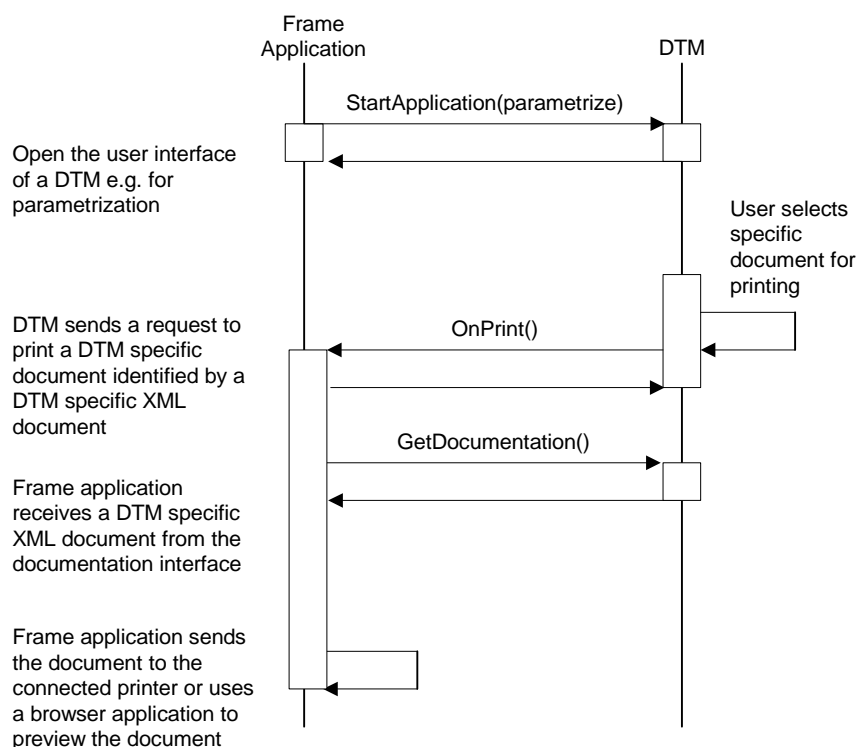 Frame
Application
DTM
StartApplication(parametrize)
Open the user interface
of a DTM e.g. for
parametrization
User selects
specific
document for
printing
DTM sends a request to
print a DTM specific
document identified by a
DTM specific XML
document
OnPrint()
GetDocumentation()
Frame application
receives a DTM specific
XML document from the
documentation interface
Frame application sends
the document to the
connected printer or uses
a browser application to
preview the document